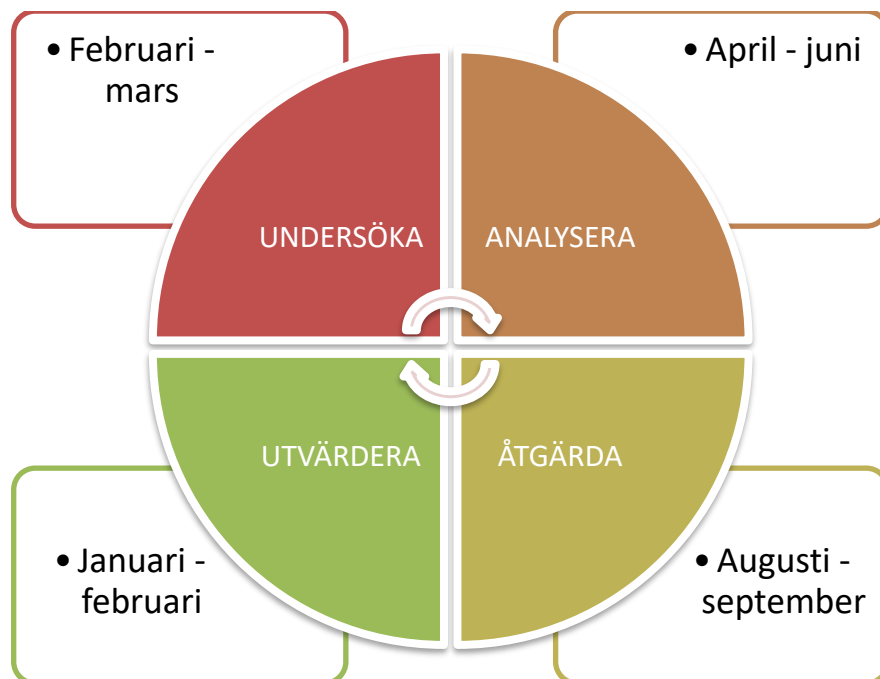 • Februari -
mars
• April - juni
UNDERSÖKA
ANALYSERA
UTVÄRDERA
ÅTGÄRDA
• Januari -
februari
• Augusti -
september